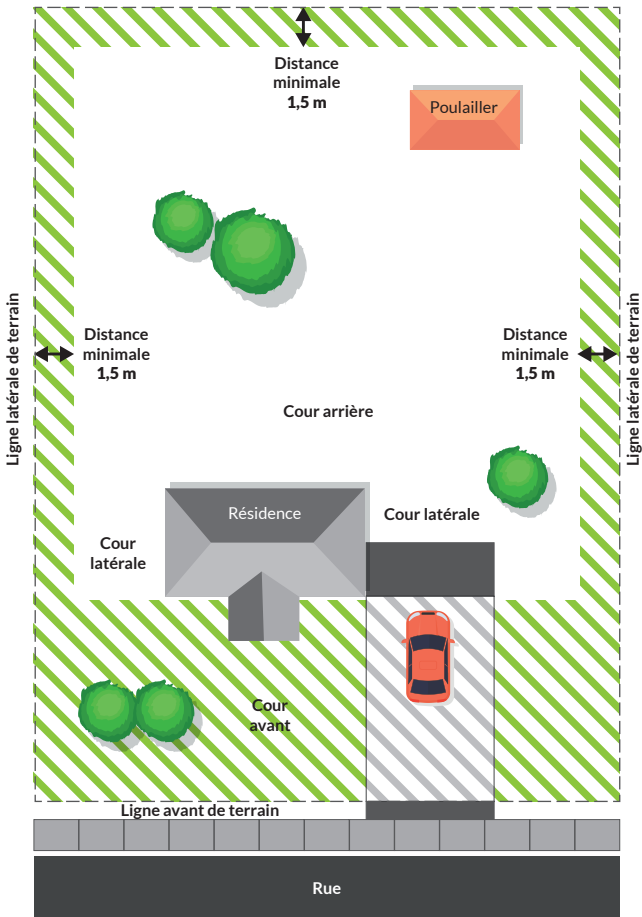 Distance
minimale
1,5 m
Poulailler
Ligne latérale de terrain
Distance
minimale
1,5 m
Distance
minimale
1,5 m
Ligne latérale de terrain
Cour arrière
Résidence
Cour latérale
Cour
latérale
Cour
avant
Ligne avant de terrain
Rue